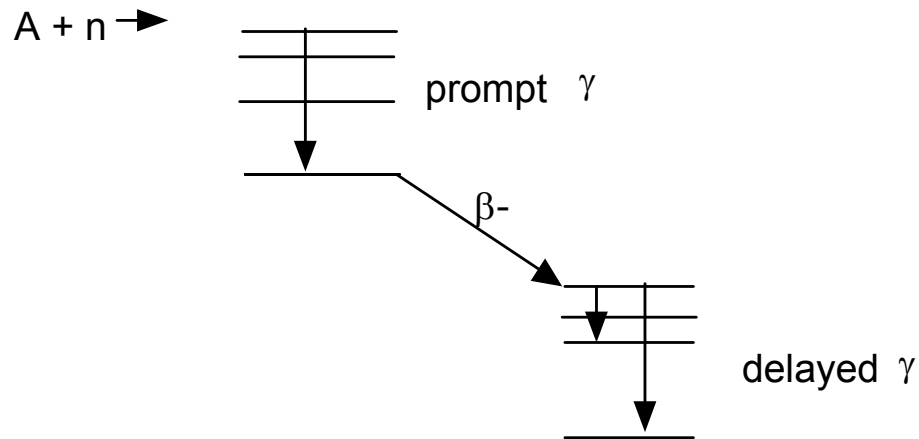 A + n
prompt γ
β-
delayed γ